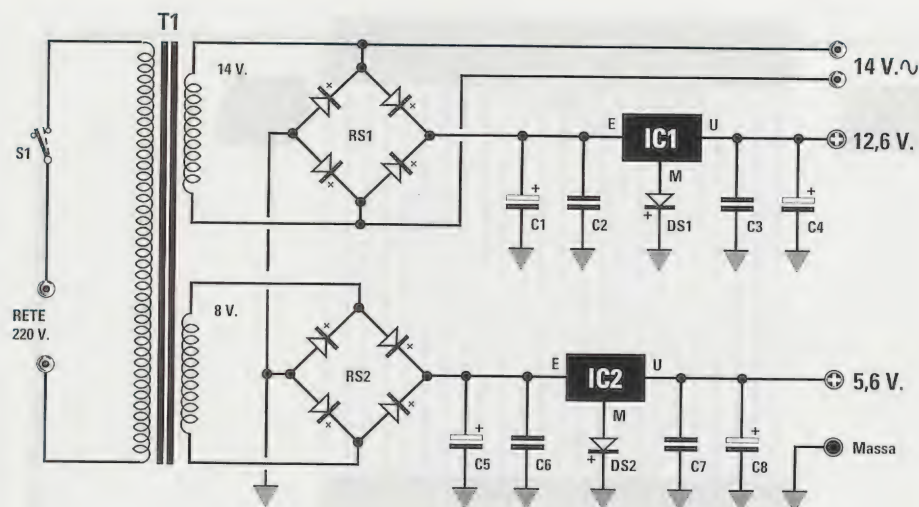 T1
14 V.
14 V.∿
RS1
E
IC1
U
12,6 V.
S1
M
+
+
+
C1
C2
DS1
C3
C4
RETE
220 V.
8 V.
RS2
E
IC2
U
5,6 V.
M
+
+
+
C5
C6
DS2
C7
C8
Massa